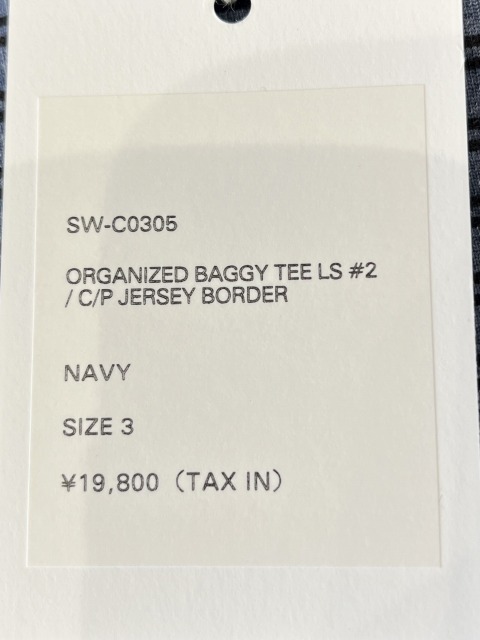 SW-C0305
ORGANIZED BAGGY TEE LS #2
/ C/P JERSEY BORDER
NAVY
SIZE 3
¥19,800（TAX IN）